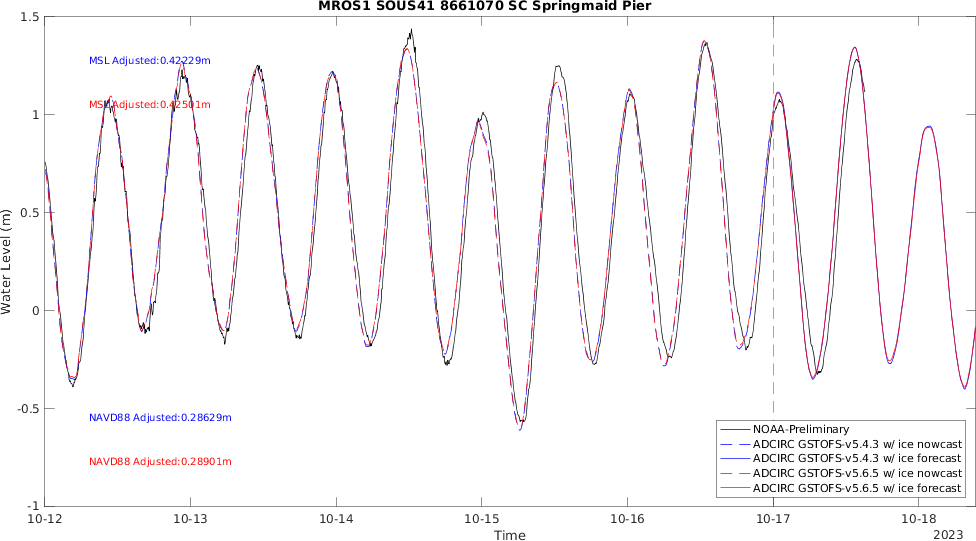 MROS1 SOUS41 8661070 SC Springmaid Pier
1.5
1
0.5
0
-0.5
-1
Water Level (m)
MSL Adjusted:0.42229m
MSL Adjusted:0.42501m
NAVD88 Adjusted:0.28629m
NAVD88 Adjusted:0.28901m
NOAA-Preliminary
ADCIRC GSTOFS-v5.4.3 w/ ice nowcast
ADCIRC GSTOFS-v5.4.3 w/ ice forecast
ADCIRC GSTOFS-v5.6.5 w/ ice nowcast
ADCIRC GSTOFS-v5.6.5 w/ ice forecast
10-12 10-13 10-14 10-15 10-16 10-17 10-18
Time
2023